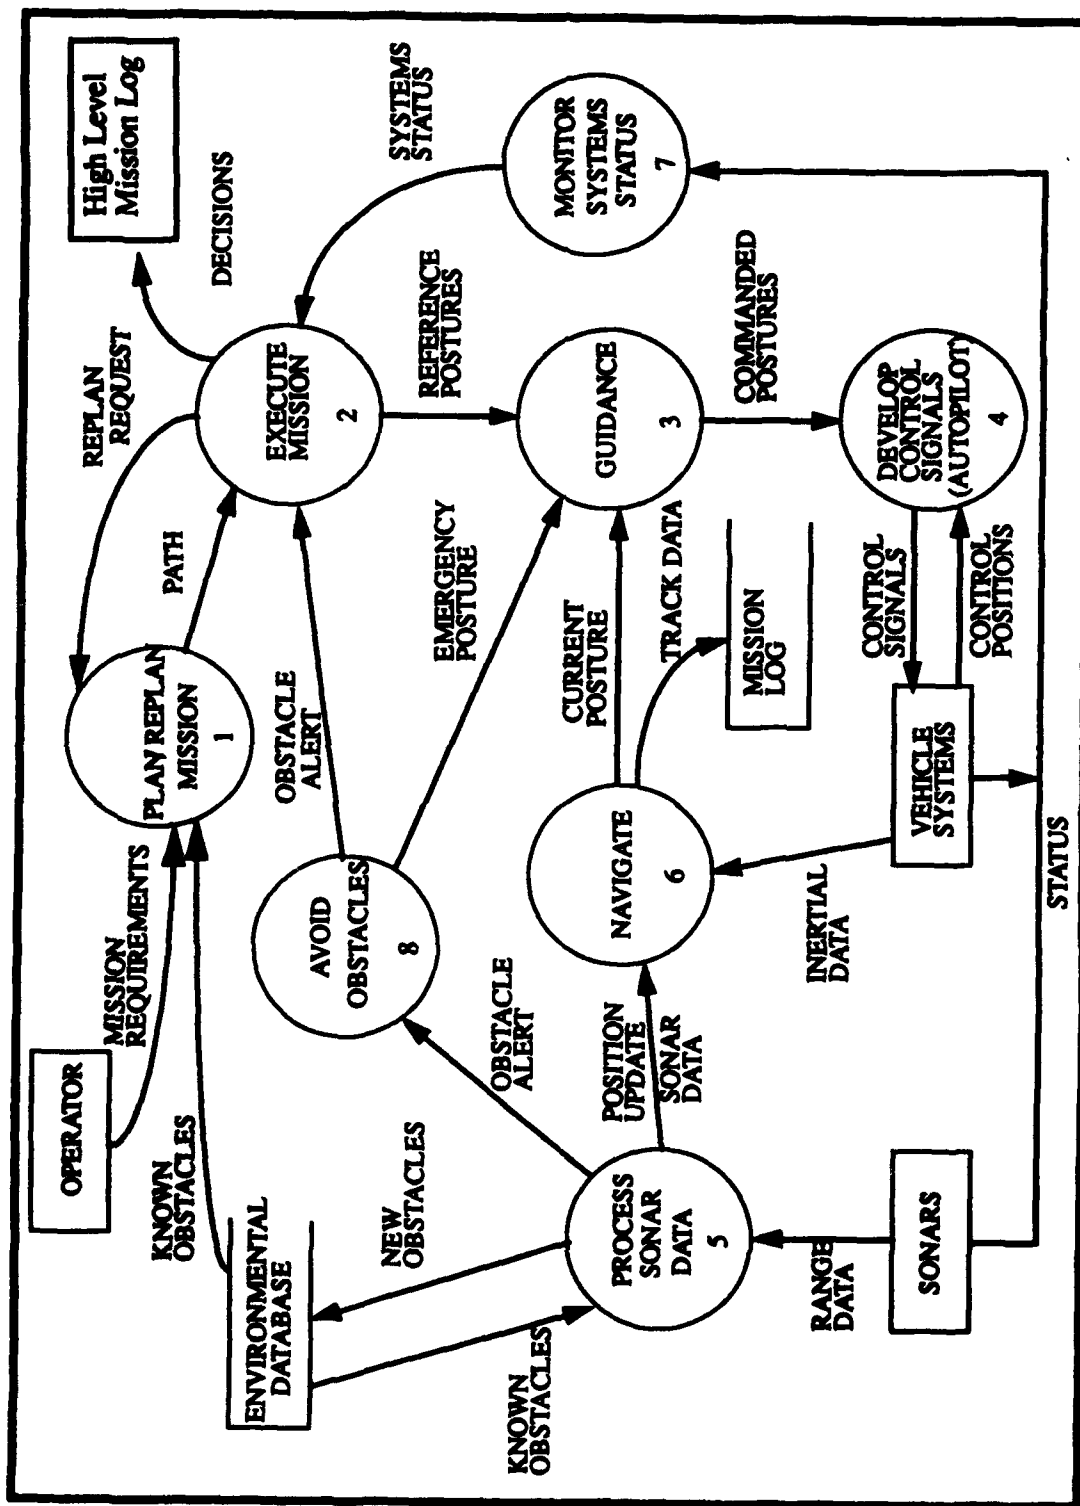 OPERATOR
MISSION
REQUIREMENTS
KNOWN
OBSTACLES
ENVIRONMENTAL
DATABASE
PLAN/REPLAN
MISSION
1
REPLAN
REQUEST
PATH
High Level
Mission Log
DECISIONS
EXECUTE
MISSION
2
SYSTEMS
STATUS
NEW
OBSTACLES
KNOWN
OBSTACLES
AVOID
OBSTACLES
8
OBSTACLE
ALERT
OBSTACLE
ALERT
EMERGENCY
POSTURE
REFERENCE
POSTURES
MONITOR
SYSTEMS
STATUS
7
PROCESS
SONAR
DATA
5
POSITION
UPDATE
SONAR
DATA
NAVIGATE
6
CURRENT
POSTURE
TRACK DATA
GUIDANCE
3
MISSION
LOG
COMMANDED
POSTURES
RANGE
DATA
INERTIAL
DATA
SONARS
VEHICLE
SYSTEMS
CONTROL
SIGNALS
CONTROL
POSITIONS
DEVELOP
CONTROL
SIGNALS
(AUTOPILOT)
4
STATUS